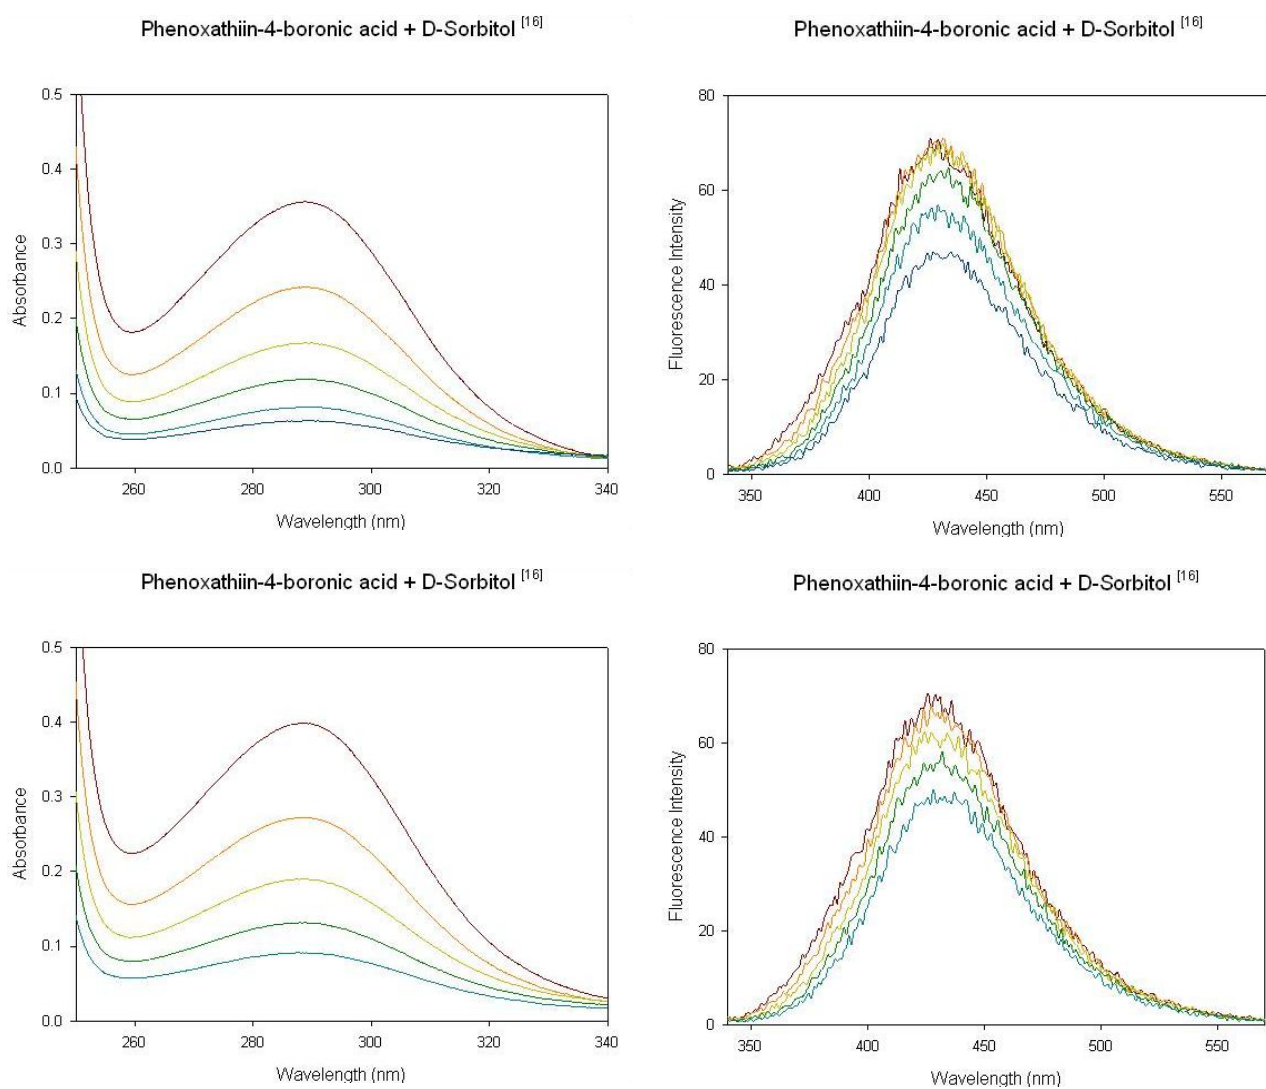 Phenoxathiin-4-boronic acid + D-Sorbitol [16]
0.5
0.4
0.3
0.2
0.1
0.0
Absorbance
260 280 300 320 340
Wavelength (nm)
Phenoxathiin-4-boronic acid + D-Sorbitol [16]
80
60
40
20
0
Fluorescence Intensity
350 400 450 500 550
Wavelength (nm)
Phenoxathiin-4-boronic acid + D-Sorbitol [16]
0.5
0.4
0.3
0.2
0.1
0.0
Absorbance
260 280 300 320 340
Wavelength (nm)
Phenoxathiin-4-boronic acid + D-Sorbitol [16]
80
60
40
20
0
Fluorescence Intensity
350 400 450 500 550
Wavelength (nm)